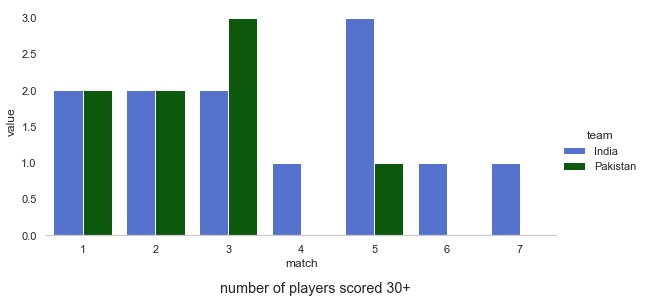 3.0
2.5
2.0
1.5
1.0
0.5
0.0
value
1 2 3 4 5 6 7
match
team
India
Pakistan
number of players scored 30+